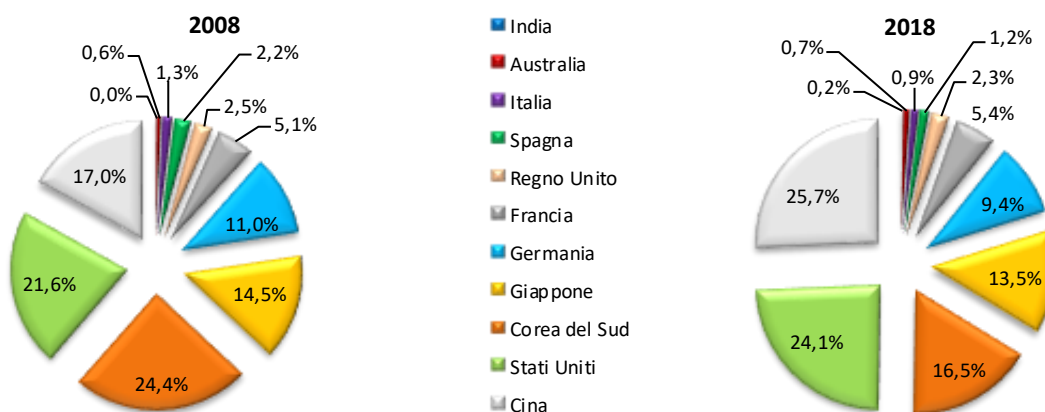 2008
0,6%
0,0%
1,3%
2,2%
2,5%
5,1%
11,0%
14,5%
24,4%
21,6%
17,0%
India
Australia
Italia
Spagna
Regno Unito
Francia
Germania
Giappone
Corea del Sud
Stati Uniti
Cina
2018
0,7%
0,2%
0,9%
1,2%
2,3%
5,4%
9,4%
13,5%
16,5%
24,1%
25,7%